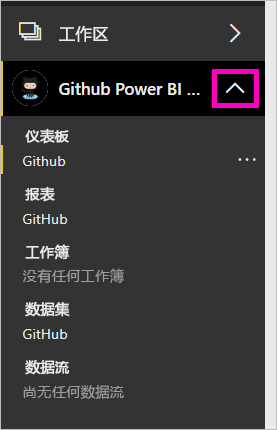 工作区
Github Power BI ...
仪表板
Github
报表
GitHub
工作簿
没有任何工作簿
数据集
GitHub
数据流
尚无任何数据流